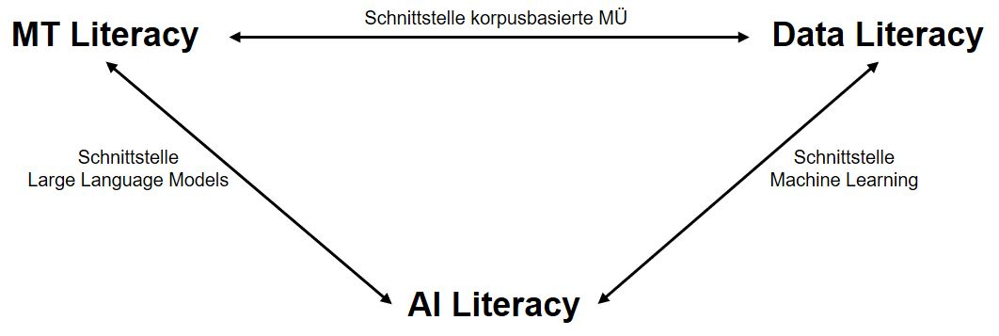 Schnittstelle korpusbasierte MÜ
MT Literacy
Data Literacy
Schnittstelle
Large Language Models
Schnittstelle
Machine Learning
AI Literacy